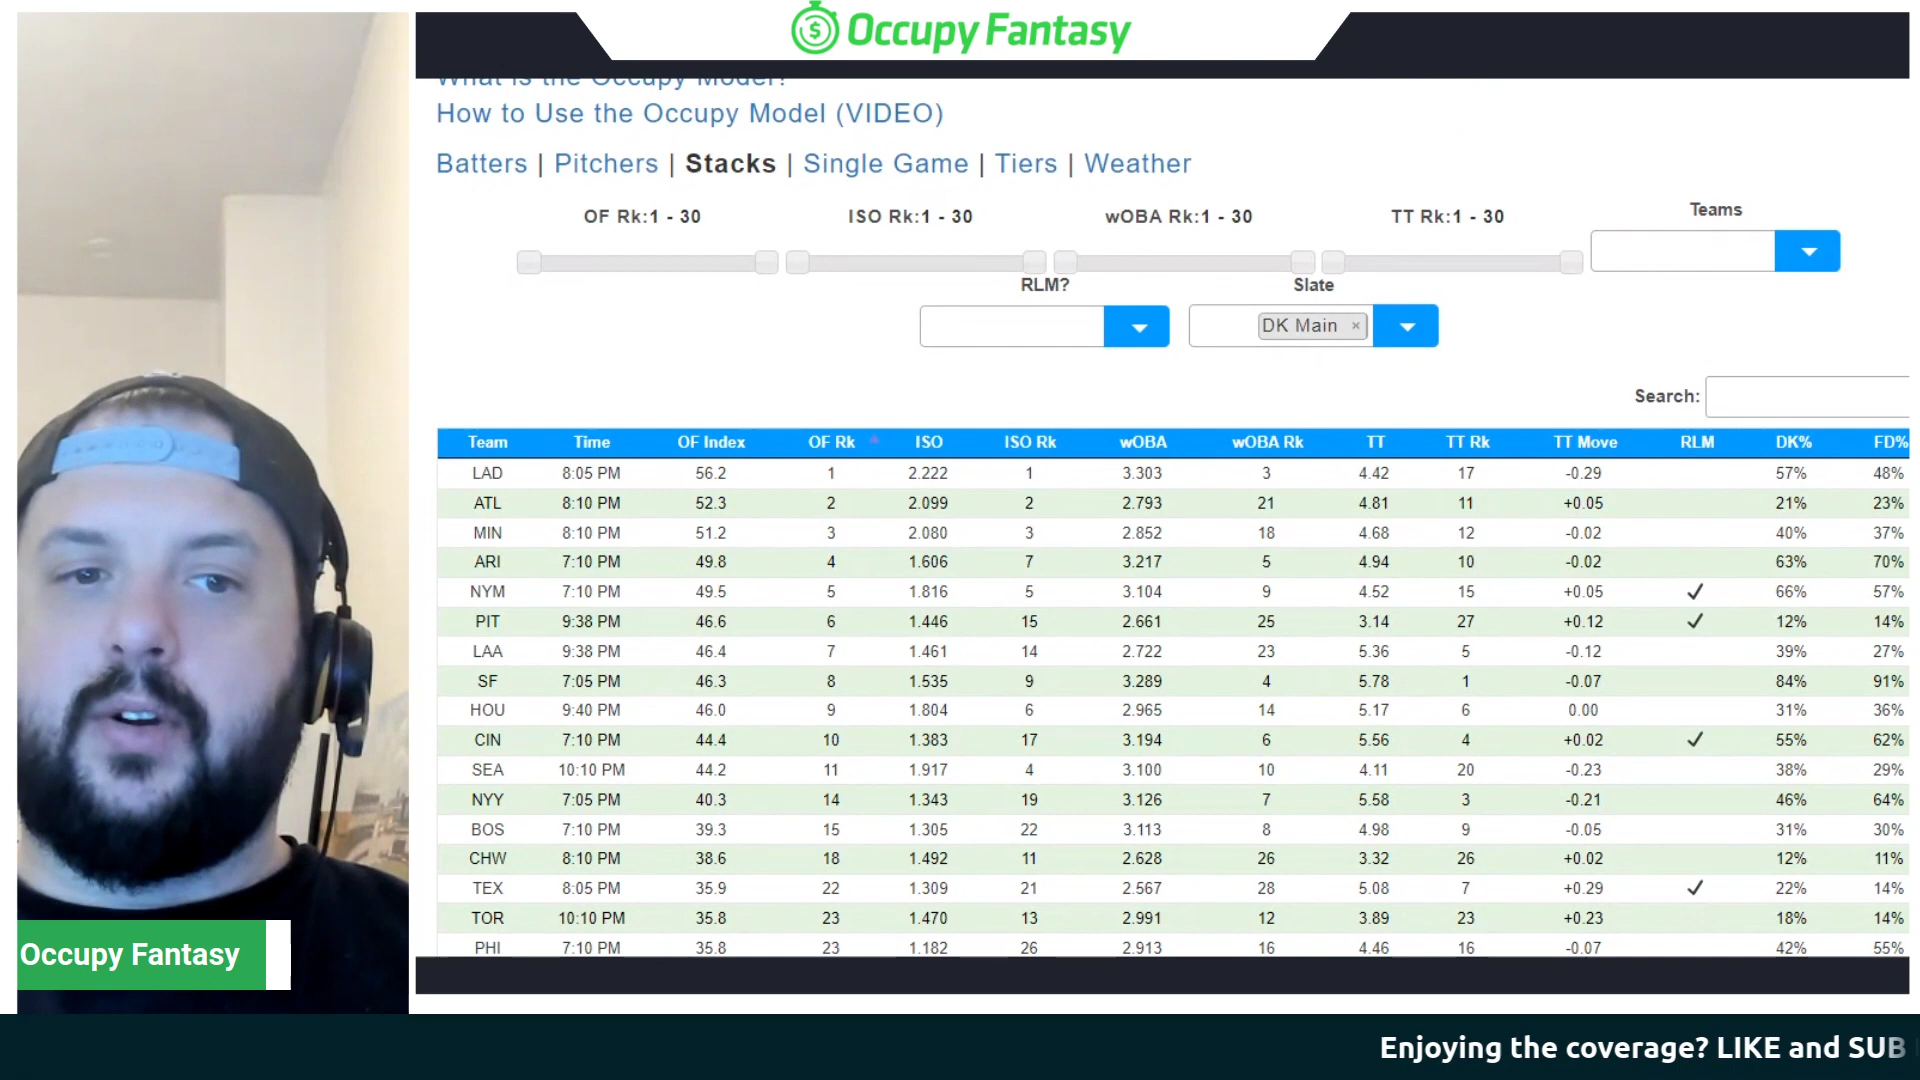 Occupy Fantasy
What is the Occupy Model?
How to Use the Occupy Model (VIDEO)
Batters | Pitchers | Stacks | Single Game | Tiers | Weather
OF Rk:1 - 30 ISO Rk:1 - 30 wOBA Rk:1 - 30 TT Rk:1 - 30 Teams
RLM? Slate
DK Main ×
Search:
Team Time OF Index OF Rk ISO ISO Rk wOBA wOBA Rk TT TT Rk TT Move RLM DK% FD%
LAD 8:05 PM 56.2 1 2.222 1 3.303 3 4.42 17 -0.29 57% 48%
ATL 8:10 PM 52.3 2 2.099 2 2.793 21 4.81 11 +0.05 21% 23%
MIN 8:10 PM 51.2 3 2.080 3 2.852 18 4.68 12 -0.02 40% 37%
ARI 7:10 PM 49.8 4 1.606 7 3.217 5 4.94 10 -0.02 63% 70%
NYM 7:10 PM 49.5 5 1.816 5 3.104 9 4.52 15 +0.05 ✓ 66% 57%
PIT 9:38 PM 46.6 6 1.446 15 2.661 25 3.14 27 +0.12 ✓ 12% 14%
LAA 9:38 PM 46.4 7 1.461 14 2.722 23 5.36 5 -0.12 39% 27%
SF 7:05 PM 46.3 8 1.535 9 3.289 4 5.78 1 -0.07 84% 91%
HOU 9:40 PM 46.0 9 1.804 6 2.965 14 5.17 6 0.00 31% 36%
CIN 7:10 PM 44.4 10 1.383 17 3.194 6 5.56 4 +0.02 ✓ 55% 62%
SEA 10:10 PM 44.2 11 1.917 4 3.100 10 4.11 20 -0.23 38% 29%
NYY 7:05 PM 40.3 14 1.343 19 3.126 7 5.58 3 -0.21 46% 64%
BOS 7:10 PM 39.3 15 1.305 22 3.113 8 4.98 9 -0.05 31% 30%
CHW 8:10 PM 38.6 18 1.492 11 2.628 26 3.32 26 +0.02 12% 11%
TEX 8:05 PM 35.9 22 1.309 21 2.567 28 5.08 7 +0.29 ✓ 22% 14%
TOR 10:10 PM 35.8 23 1.470 13 2.991 12 3.89 23 +0.23 18% 14%
PHI 7:10 PM 35.8 23 1.182 26 2.913 16 4.46 16 -0.07 42% 55%
Occupy Fantasy
Enjoying the coverage? LIKE and SUB